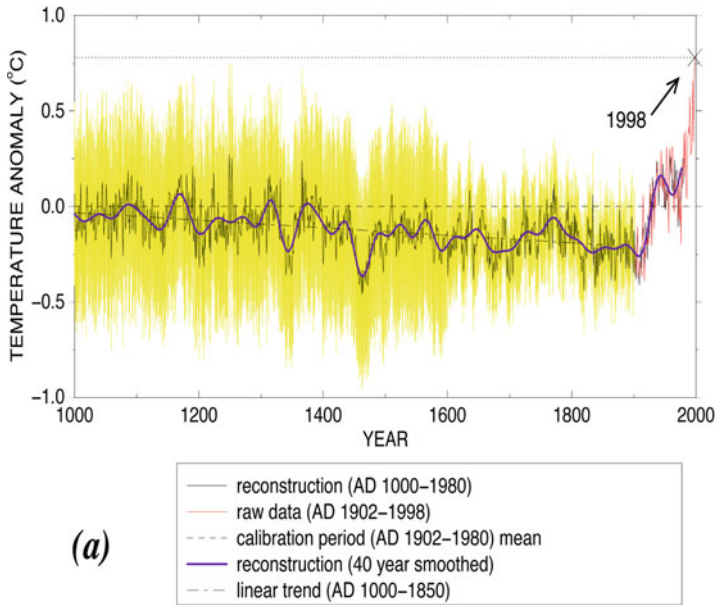 1.0
0.5
0.0
−0.5
−1.0
TEMPERATURE ANOMALY (°C)
1998
1000
1200
1400
1600
1800
2000
YEAR
(a)
reconstruction (AD 1000−1980)
raw data (AD 1902−1998)
calibration period (AD 1902−1980) mean
reconstruction (40 year smoothed)
linear trend (AD 1000−1850)